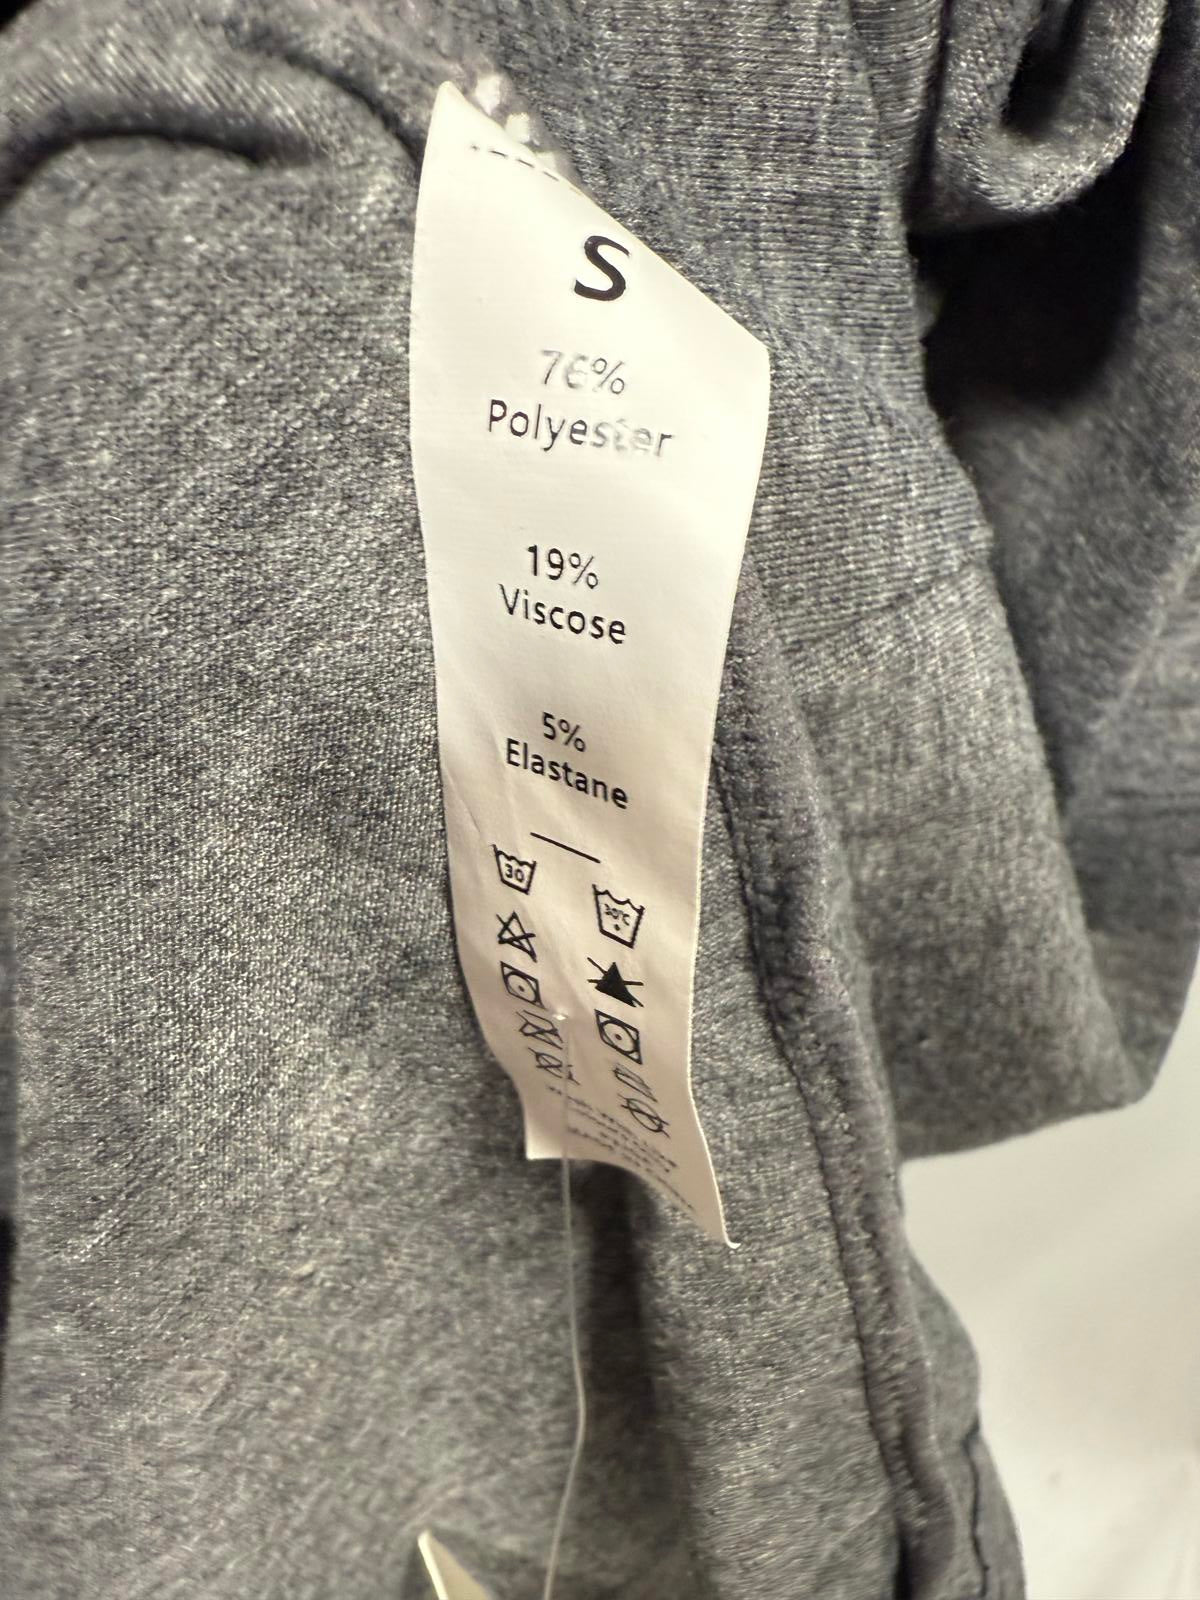 S
76%
Polyester
19%
Viscose
5%
Elastane
30
30°C